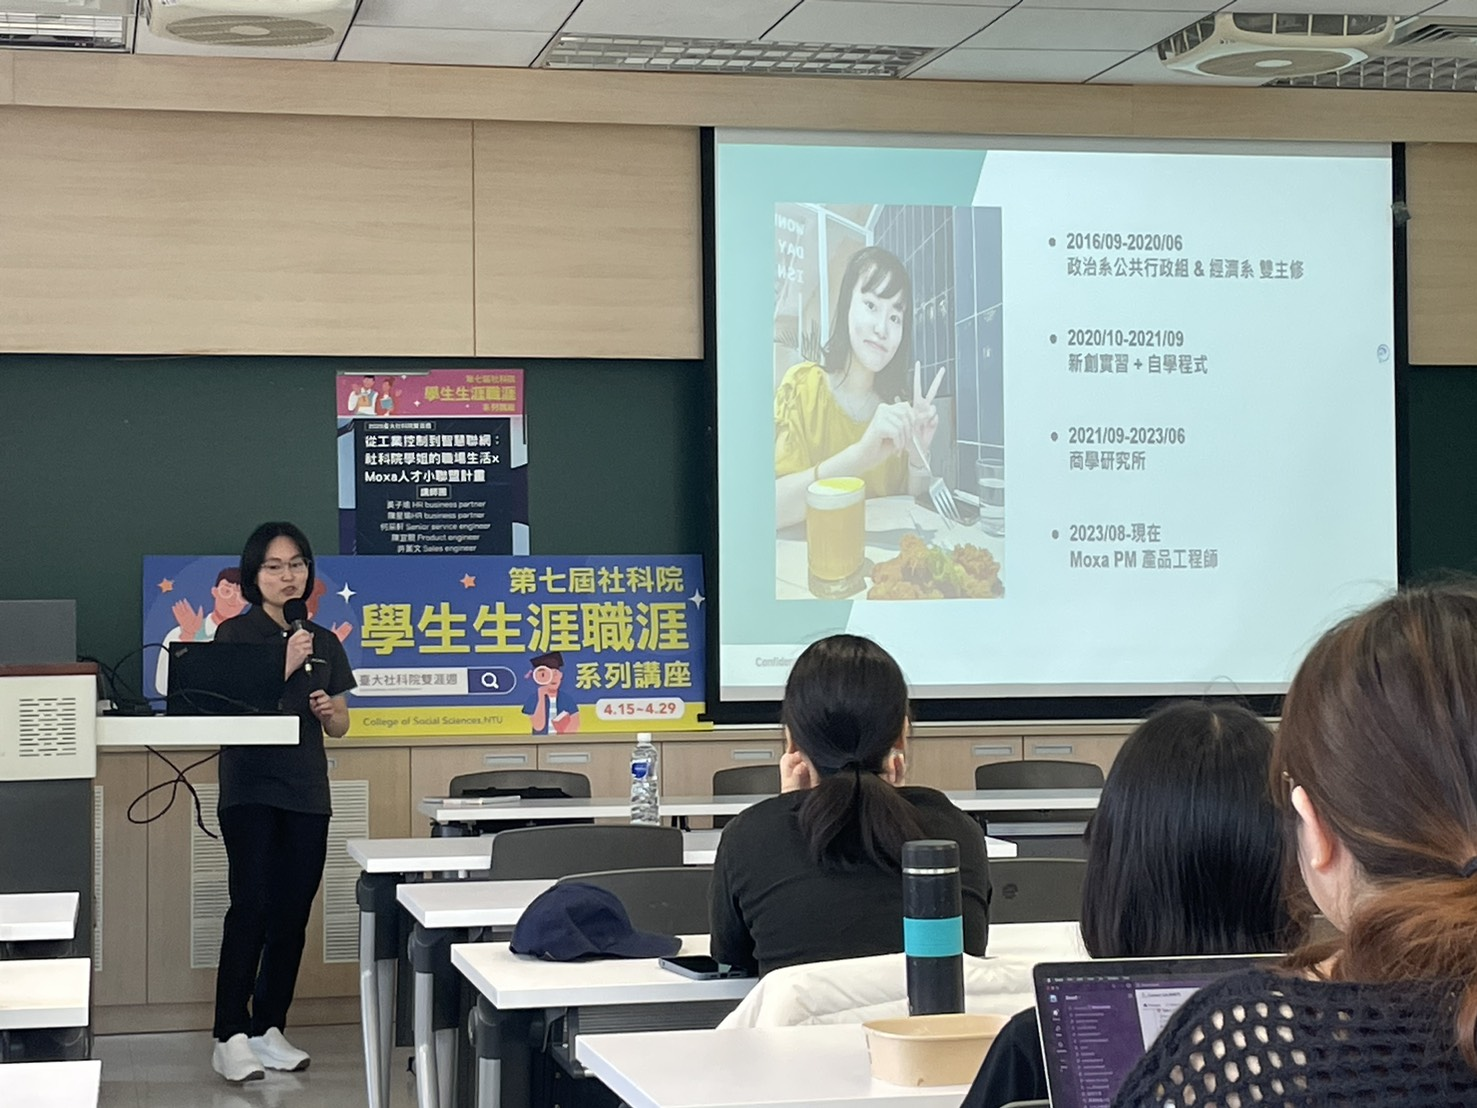 2016/09-2020/06
政治系公共行政組 & 經濟系 雙主修
2020/10-2021/09
新創實習 + 自學程式
2021/09-2023/06
商學研究所
2023/08-現在
Moxa PM 產品工程師
第七屆社科院
學生生涯職涯
系列講座
從工業控制到智慧聯網：
社科院學姐的職場生活x
Moxa人才小聯盟計畫
講師團
HR business partner
HR business partner
Senior service engineer
Product engineer
Sales engineer
第七屆社科院
學生生涯職涯
系列講座
臺大社科院雙涯週
4.15~4.29
College of Social Sciences,NTU